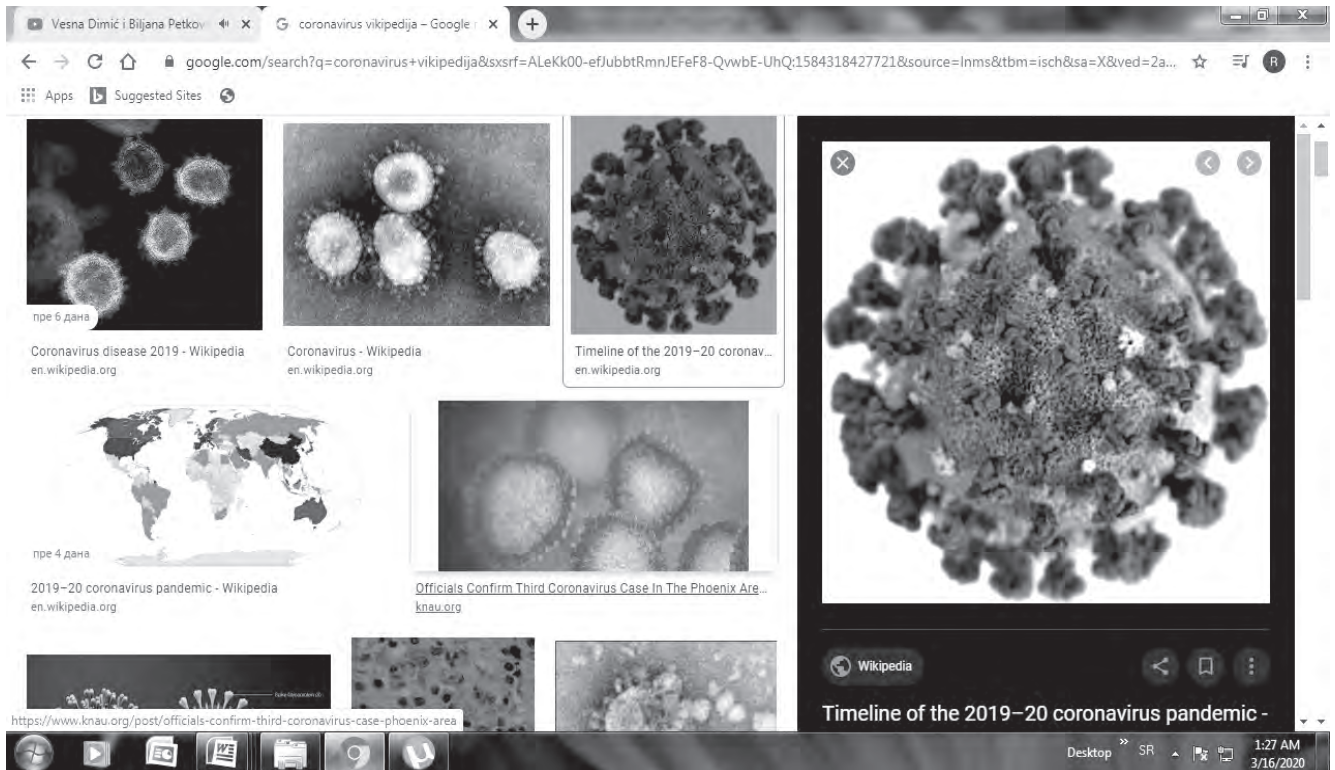 Vesna Dimić i Biljana Petkov
coronavirus vikipedija – Google
google.com/search?q=coronavirus+vikipedija&sxsrf=ALeKk00-efJubbtRmnJEFeF8-QvwbE-UhQ:1584318427721&source=lnms&tbm=isch&sa=X&ved=2a...
R
Apps
Suggested Sites
пре 6 дана
Coronavirus disease 2019 - Wikipedia
en.wikipedia.org
Coronavirus - Wikipedia
en.wikipedia.org
Timeline of the 2019–20 coronav...
en.wikipedia.org
пре 4 дана
2019–20 coronavirus pandemic - Wikipedia
en.wikipedia.org
Officials Confirm Third Coronavirus Case In The Phoenix Are...
knau.org
Wikipedia
Timeline of the 2019–20 coronavirus pandemic -
https://www.knau.org/post/officials-confirm-third-coronavirus-case-phoenix-area
Desktop
SR
1:27 AM
3/16/2020